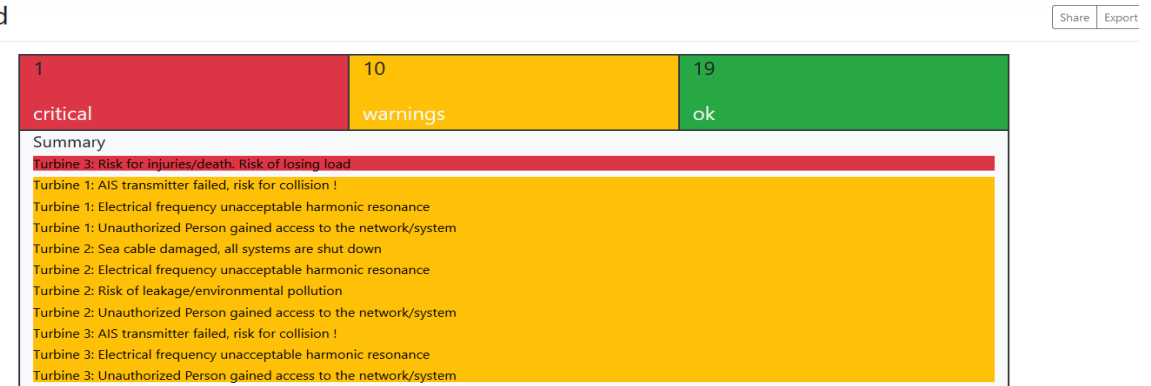 d
Share Export
1 10 19
critical warnings ok
Summary
Turbine 3: Risk for injuries/death. Risk of losing load
Turbine 1: AIS transmitter failed, risk for collision !
Turbine 1: Electrical frequency unacceptable harmonic resonance
Turbine 1: Unauthorized Person gained access to the network/system
Turbine 2: Sea cable damaged, all systems are shut down
Turbine 2: Electrical frequency unacceptable harmonic resonance
Turbine 2: Risk of leakage/environmental pollution
Turbine 2: Unauthorized Person gained access to the network/system
Turbine 3: AIS transmitter failed, risk for collision !
Turbine 3: Electrical frequency unacceptable harmonic resonance
Turbine 3: Unauthorized Person gained access to the network/system